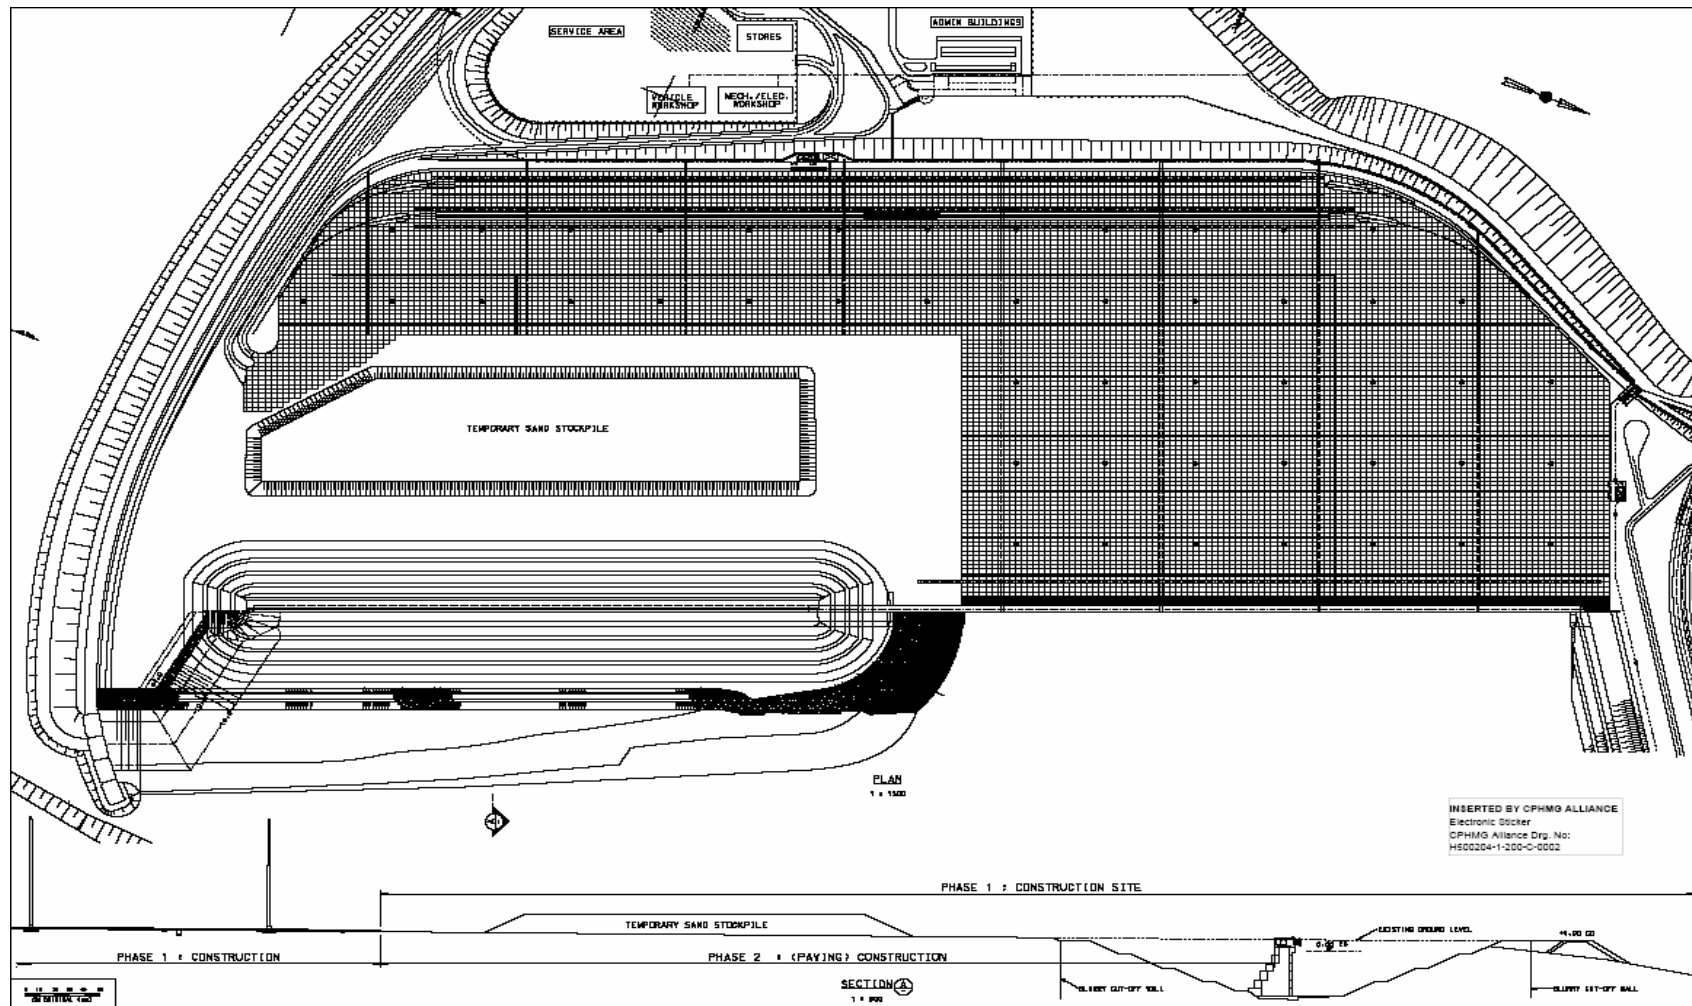 SERVICE AREA
STORES
ADMIN BUILDINGS
VEHICLE
WORKSHOP
MECH./ELEC.
WORKSHOP
TEMPORARY SAND STOCKPILE
PLAN
INSERTED BY CPHMG ALLIANCE
Electronic Sticker
CPHMG Alliance Drg. No:
H500204-1-200-C-0002
PHASE 1 : CONSTRUCTION SITE
TEMPORARY SAND STOCKPILE
EXISTING GROUND LEVEL
PHASE 1 : CONSTRUCTION
PHASE 2 : (PAVING) CONSTRUCTION
SLURRY CUT-OFF WALL
SLURRY CUT-OFF WALL
SECTION A